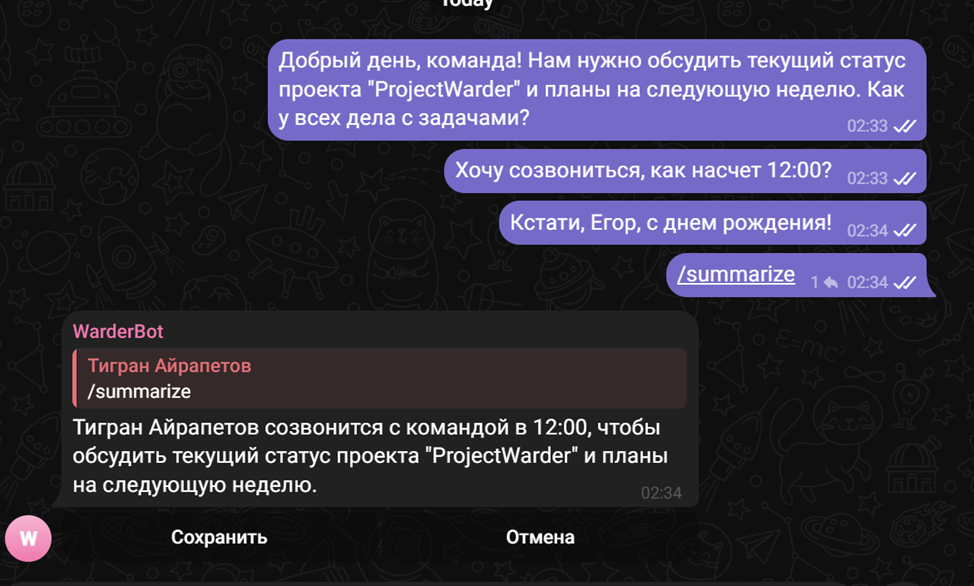 Today
Добрый день, команда! Нам нужно обсудить текущий статус
проекта "ProjectWarder" и планы на следующую неделю. Как
у всех дела с задачами?
02:33
Хочу созвониться, как насчет 12:00?
02:33
Кстати, Егор, с днем рождения!
02:34
/summarize
1
02:34
WarderBot
Тигран Айрапетов
/summarize
Тигран Айрапетов созвонится с командой в 12:00, чтобы
обсудить текущий статус проекта "ProjectWarder" и планы
на следующую неделю.
02:34
W
Сохранить
Отмена